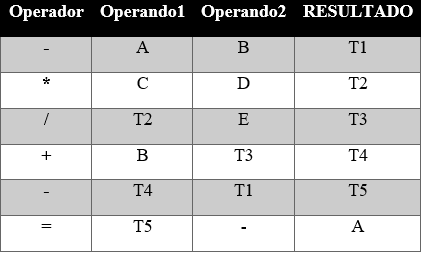 Operador Operando1 Operando2 RESULTADO
- A B T1
* C D T2
/ T2 E T3
+ B T3 T4
- T4 T1 T5
= T5 - A